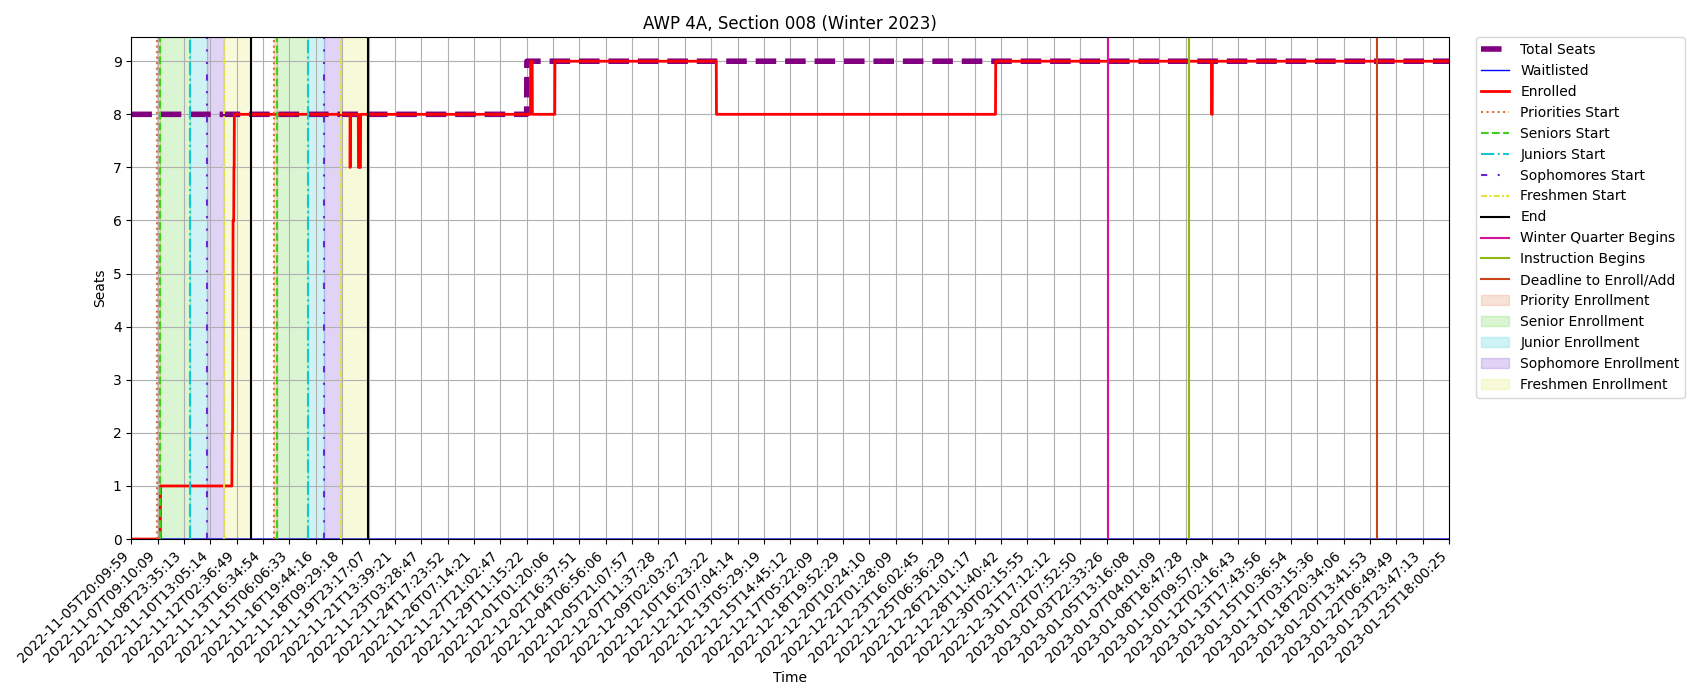 AWP 4A, Section 008 (Winter 2023)
Seats
9
8
7
6
5
4
3
2
1
0
2022-11-05T20:09:59
2022-11-07T09:10:09
2022-11-08T23:35:13
2022-11-10T13:05:14
2022-11-12T02:36:49
2022-11-13T16:34:54
2022-11-15T06:06:33
2022-11-16T19:44:16
2022-11-18T09:29:18
2022-11-19T23:17:07
2022-11-21T13:39:21
2022-11-23T03:28:47
2022-11-24T17:23:52
2022-11-26T07:14:21
2022-11-27T21:02:47
2022-11-29T11:15:22
2022-12-01T01:20:06
2022-12-02T16:37:51
2022-12-04T06:56:06
2022-12-05T21:07:57
2022-12-07T11:37:28
2022-12-09T02:03:27
2022-12-10T16:23:22
2022-12-12T07:04:14
2022-12-13T05:29:19
2022-12-15T14:45:12
2022-12-17T05:22:09
2022-12-18T19:52:29
2022-12-20T10:24:10
2022-12-22T01:28:09
2022-12-23T16:02:45
2022-12-25T06:36:29
2022-12-26T21:01:17
2022-12-28T11:40:42
2022-12-30T02:15:55
2022-12-31T17:12:12
2023-01-02T07:52:50
2023-01-03T22:33:26
2023-01-05T13:16:08
2023-01-07T04:01:09
2023-01-08T18:47:28
2023-01-10T09:57:04
2023-01-12T02:16:43
2023-01-13T17:43:56
2023-01-15T10:36:54
2023-01-17T03:15:36
2023-01-18T20:34:06
2023-01-20T13:41:53
2023-01-22T06:49:49
2023-01-23T23:47:13
2023-01-25T18:00:25
Time
Total Seats
Waitlisted
Enrolled
Priorities Start
Seniors Start
Juniors Start
Sophomores Start
Freshmen Start
End
Winter Quarter Begins
Instruction Begins
Deadline to Enroll/Add
Priority Enrollment
Senior Enrollment
Junior Enrollment
Sophomore Enrollment
Freshmen Enrollment